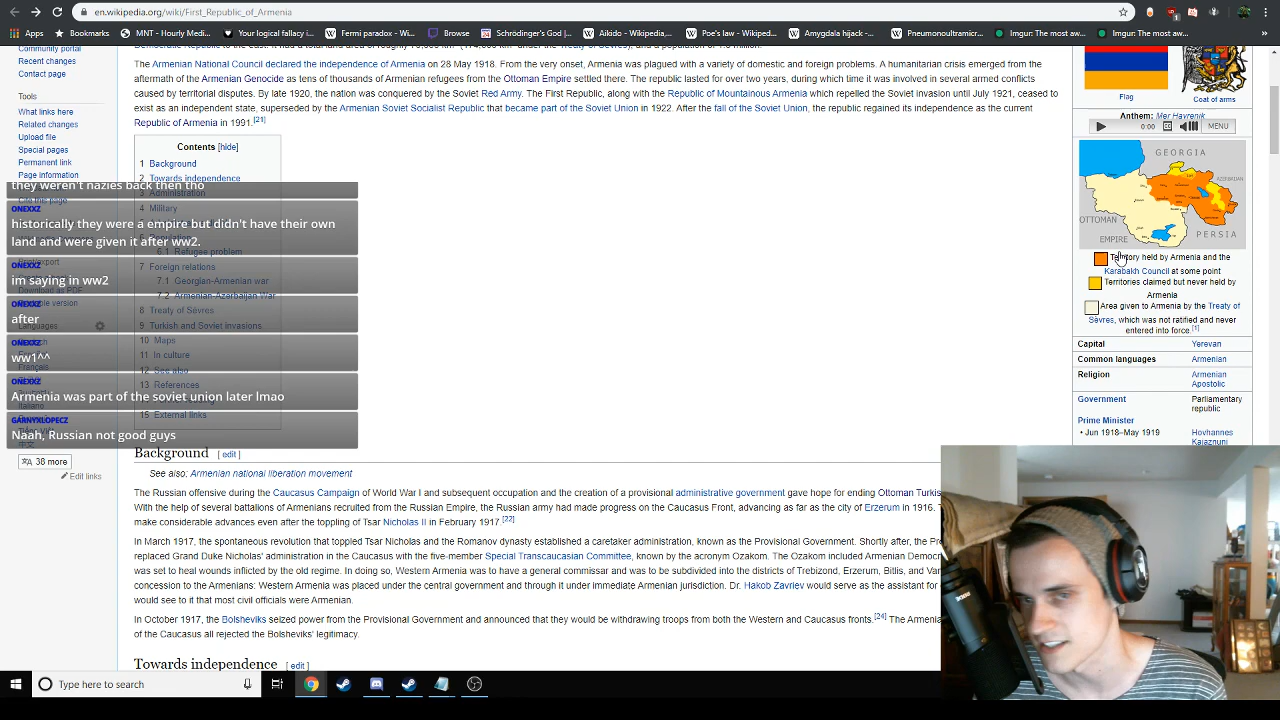 en.wikipedia.org/wiki/First_Republic_of_Armenia
Apps
MNT - Hourly Medi...
Your logical fallacy i...
Fermi paradox - Wi...
Browse
Schrödinger's God |...
Aikido - Wikipedia,...
Poe's law - Wikiped...
Amygdala hijack -...
Pneumonoultramic...
Imgur: The most aw...
Imgur: The most aw...
Community portal
Recent changes
Contact page
Tools
What links here
Related changes
Upload file
Special pages
Permanent link
Page information
The Armenian National Council declared the independence of Armenia on 28 May 1918. From the very onset, Armenia was plagued with a variety of domestic and foreign problems. A humanitarian crisis emerged from the
aftermath of the Armenian Genocide as tens of thousands of Armenian refugees from the Ottoman Empire settled there. The republic lasted for over two years, during which time it was involved in several armed conflicts
caused by territorial disputes. By late 1920, the nation was conquered by the Soviet Red Army. The First Republic, along with the Republic of Mountainous Armenia which repelled the Soviet invasion until July 1921, ceased to
exist as an independent state, superseded by the Armenian Soviet Socialist Republic that became part of the Soviet Union in 1922. After the fall of the Soviet Union, the republic regained its independence as the current
Republic of Armenia in 1991.[21]
Contents [hide]
1 Background
2 Towards independence
3 Administration
4 Military
6.1 Refugee problem
7 Foreign relations
7.1 Georgian-Armenian war
7.2 Armenian-Azerbaijan War
8 Treaty of Sèvres
9 Turkish and Soviet invasions
10 Maps
11 In culture
12 See also
13 References
15 External links
they weren't nazies back then tho
ONEXXZ
historically they were a empire but didn't have their own
land and were given it after ww2.
ONEXXZ
im saying in ww2
ONEXXZ
after
ONEXXZ
ww1^^
ONEXXZ
Armenia was part of the soviet union later lmao
GARNYXLOPECZ
Naah, Russian not good guys
Languages
Français
中文
38 more
Edit links
Background [ edit ]
See also: Armenian national liberation movement
The Russian offensive during the Caucasus Campaign of World War I and subsequent occupation and the creation of a provisional administrative government gave hope for ending Ottoman Turkis
With the help of several battalions of Armenians recruited from the Russian Empire, the Russian army had made progress on the Caucasus Front, advancing as far as the city of Erzerum in 1916.
make considerable advances even after the toppling of Tsar Nicholas II in February 1917.[22]
In March 1917, the spontaneous revolution that toppled Tsar Nicholas and the Romanov dynasty established a caretaker administration, known as the Provisional Government. Shortly after, the Pr
replaced Grand Duke Nicholas' administration in the Caucasus with the five-member Special Transcaucasian Committee, known by the acronym Ozakom. The Ozakom included Armenian Democr
was set to heal wounds inflicted by the old regime. In doing so, Western Armenia was to have a general commissar and was to be subdivided into the districts of Trebizond, Erzerum, Bitlis, and Van
concession to the Armenians: Western Armenia was placed under the central government and through it under immediate Armenian jurisdiction. Dr. Hakob Zavriev would serve as the assistant for
would see to it that most civil officials were Armenian.
In October 1917, the Bolsheviks seized power from the Provisional Government and announced that they would be withdrawing troops from both the Western and Caucasus fronts.[24] The Armenia
of the Caucasus all rejected the Bolsheviks' legitimacy.
Towards independence [ edit ]
Flag
Coat of arms
Anthem: Mer Hayrenik
0:00
MENU
GEORGIA
AZERBAIJAN
OTTOMAN
EMPIRE
PERSIA
Territory held by Armenia and the
Karabakh Council at some point
Territories claimed but never held by
Armenia
Area given to Armenia by the Treaty of
Sèvres, which was not ratified and never
entered into force.[1]
Capital Yerevan
Common languages Armenian
Religion Armenian
Apostolic
Government Parliamentary
republic
Prime Minister
• Jun 1918–May 1919 Hovhannes
Kajaznuni
Type here to search